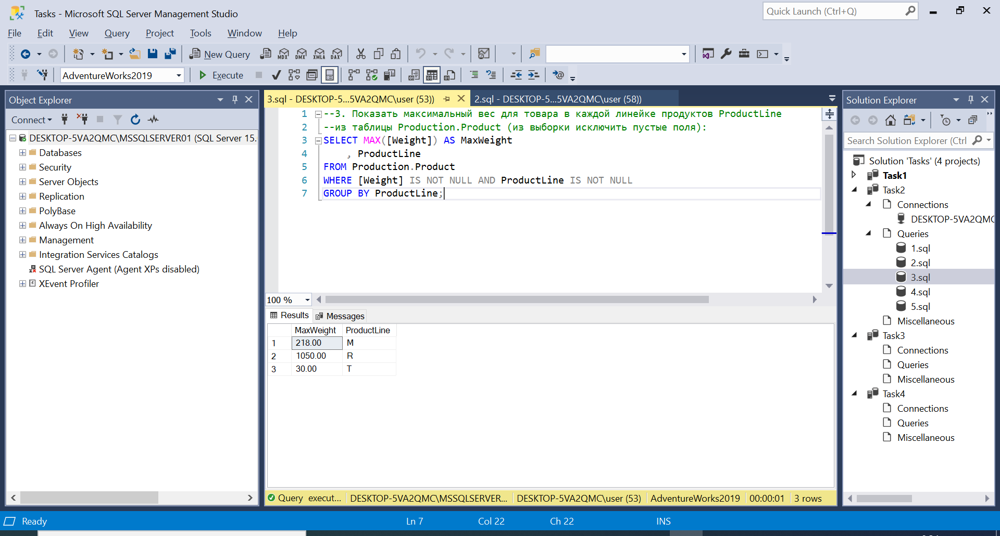 Tasks - Microsoft SQL Server Management Studio
Quick Launch (Ctrl+Q)
File Edit View Query Project Tools Window Help
New Query
MDX DMX XMLA DAX
AdventureWorks2019
Execute
Object Explorer
Connect
DESKTOP-5VA2QMC\MSSQLSERVER01 (SQL Server 15.
Databases
Security
Server Objects
Replication
PolyBase
Always On High Availability
Management
Integration Services Catalogs
SQL Server Agent (Agent XPs disabled)
XEvent Profiler
3.sql - DESKTOP-5...5VA2QMC\user (53))
2.sql - DESKTOP-5...5VA2QMC\user (58))
1 --3. Показать максимальный вес для товара в каждой линейке продуктов ProductLine
2 --из таблицы Production.Product (из выборки исключить пустые поля):
3 SELECT MAX([Weight]) AS MaxWeight
4 , ProductLine
5 FROM Production.Product
6 WHERE [Weight] IS NOT NULL AND ProductLine IS NOT NULL
7 GROUP BY ProductLine;
100 %
Results Messages
MaxWeight ProductLine
1 218.00 M
2 1050.00 R
3 30.00 T
Query execut...
DESKTOP-5VA2QMC\MSSQLSERVER...
DESKTOP-5VA2QMC\user (53)
AdventureWorks2019
00:00:01
3 rows
Solution Explorer
Search Solution Explorer (Ctrl
Solution 'Tasks' (4 projects)
Task1
Task2
Connections
DESKTOP-5VA2QMC
Queries
1.sql
2.sql
3.sql
4.sql
5.sql
Miscellaneous
Task3
Connections
Queries
Miscellaneous
Task4
Connections
Queries
Miscellaneous
Ready
Ln 7
Col 22
Ch 22
INS